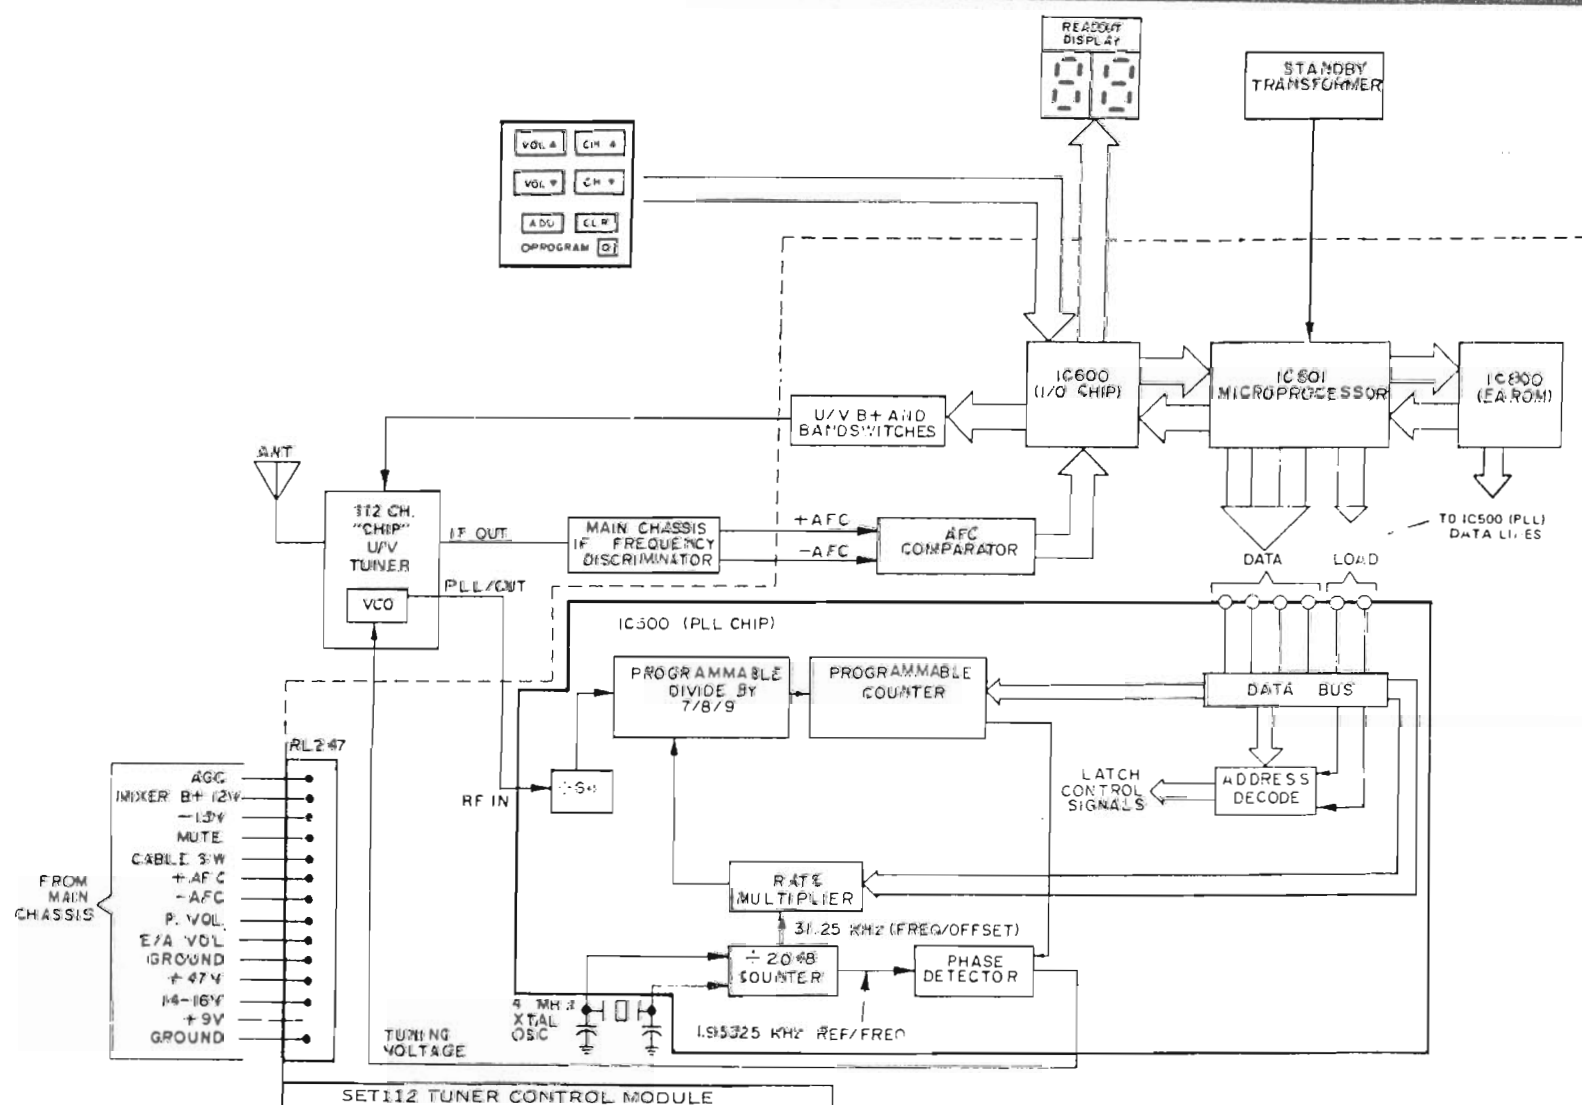 READOUT
DISPLAY
88
STANDBY
TRANSFORMER
VOL ▲ CH ▲
VOL ▼ CH ▼
ADD CLR
OPROGRAM
IC600
(I/O CHIP)
IC801
MICROPROCESSOR
IC800
(EAROM)
U/V B+ AND
BANDSWITCHES
ANT
112 CH.
"CHIP"
U/V
TUNER
VCO
IF OUT
PLL/OUT
MAIN CHASSIS
IF FREQUENCY
DISCRIMINATOR
+AFC
-AFC
AFC
COMPARATOR
DATA
LOAD
TO IC500 (PLL)
DATA LINES
IC500 (PLL CHIP)
PROGRAMMABLE
DIVIDE BY
7/8/9
PROGRAMMABLE
COUNTER
DATA BUS
÷64
RF IN
LATCH
CONTROL
SIGNALS
ADDRESS
DECODE
RATE
MULTIPLIER
31.25 KHz (FREQ/OFFSET)
÷2048
COUNTER
PHASE
DETECTOR
4 MHz
XTAL
OSC
1.95325 KHz REF/FREQ
TUNING
VOLTAGE
FROM
MAIN
CHASSIS
RL247
AGC
MIXER B+ 12V
-13V
MUTE
CABLE SW
+AFC
-AFC
P. VOL
E/A VOL
GROUND
+47V
14-16V
+9V
GROUND
SET112 TUNER CONTROL MODULE